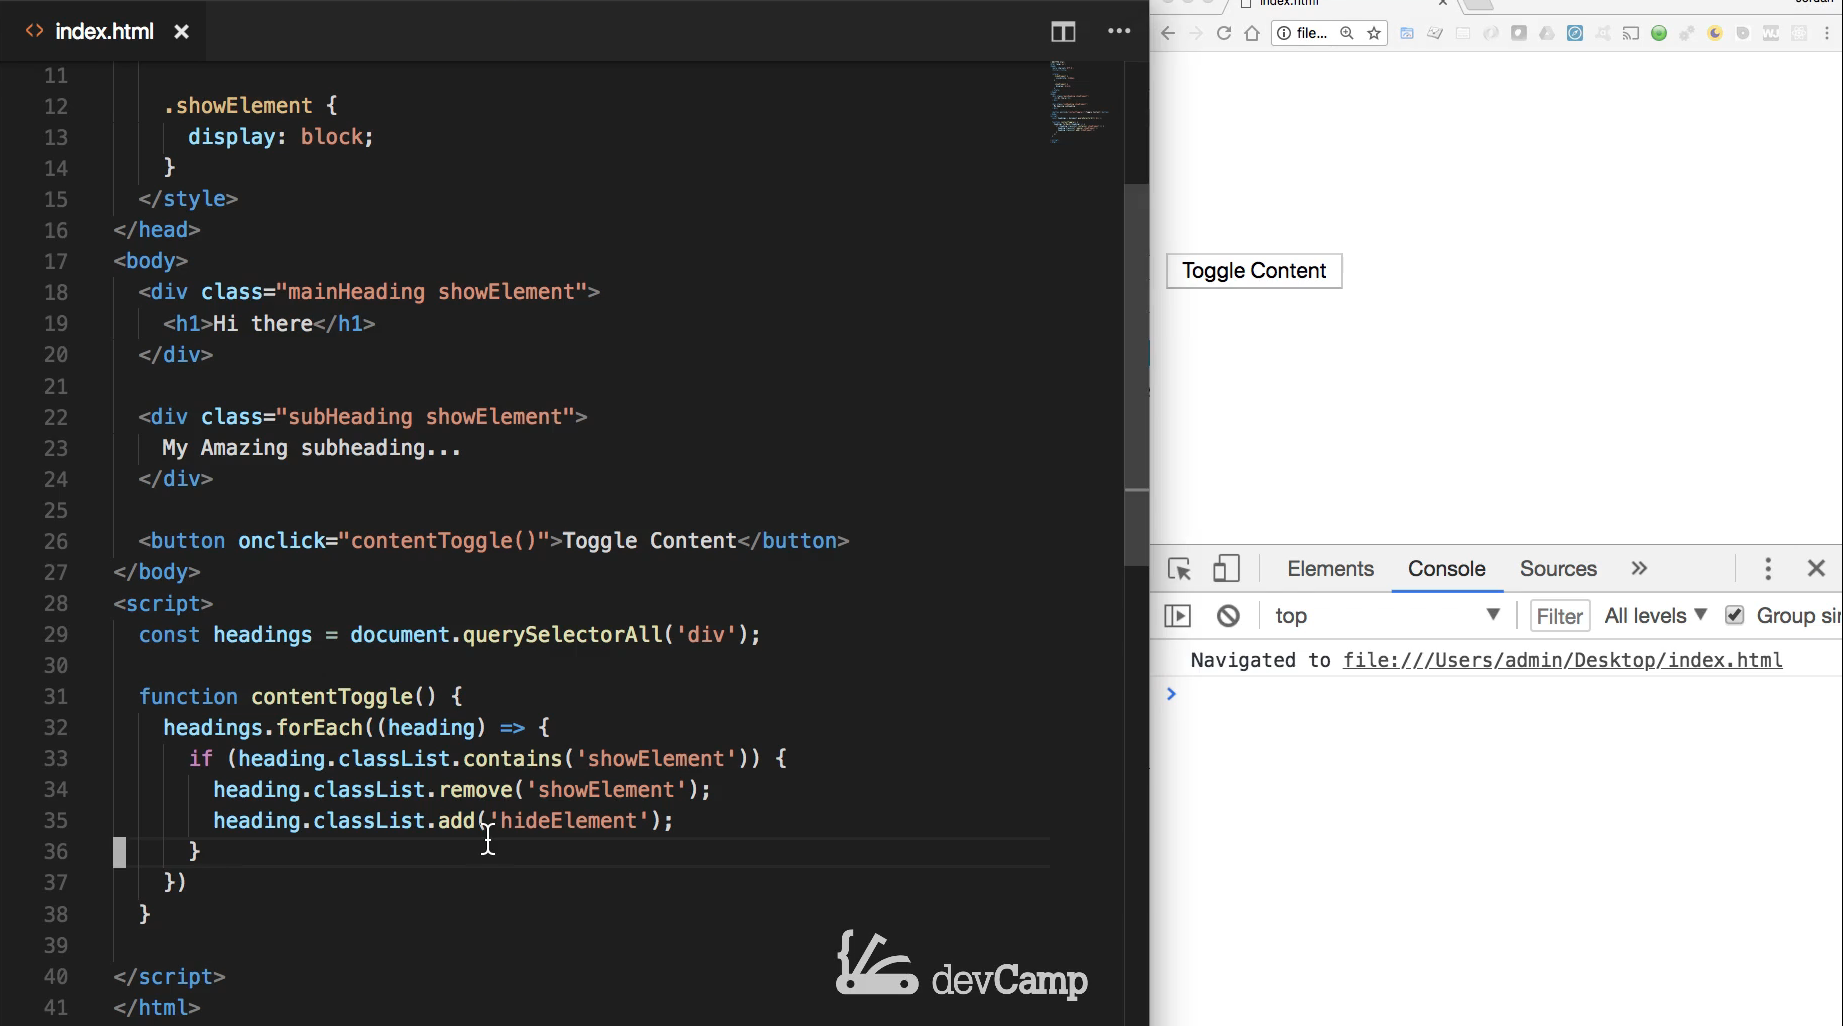 <> index.html ×
11
12 .showElement {
13 display: block;
14 }
15 </style>
16 </head>
17 <body>
18 <div class="mainHeading showElement">
19 <h1>Hi there</h1>
20 </div>
21
22 <div class="subHeading showElement">
23 My Amazing subheading...
24 </div>
25
26 <button onclick="contentToggle()">Toggle Content</button>
27 </body>
28 <script>
29 const headings = document.querySelectorAll('div');
30
31 function contentToggle() {
32 headings.forEach((heading) => {
33 if (heading.classList.contains('showElement')) {
34 heading.classList.remove('showElement');
35 heading.classList.add('hideElement');
36 }
37 })
38 }
39
40 </script>
41 </html>
devCamp
index.html
Jordan
file...
Toggle Content
Elements Console Sources »
top Filter All levels Group sim
Navigated to file:///Users/admin/Desktop/index.html
>